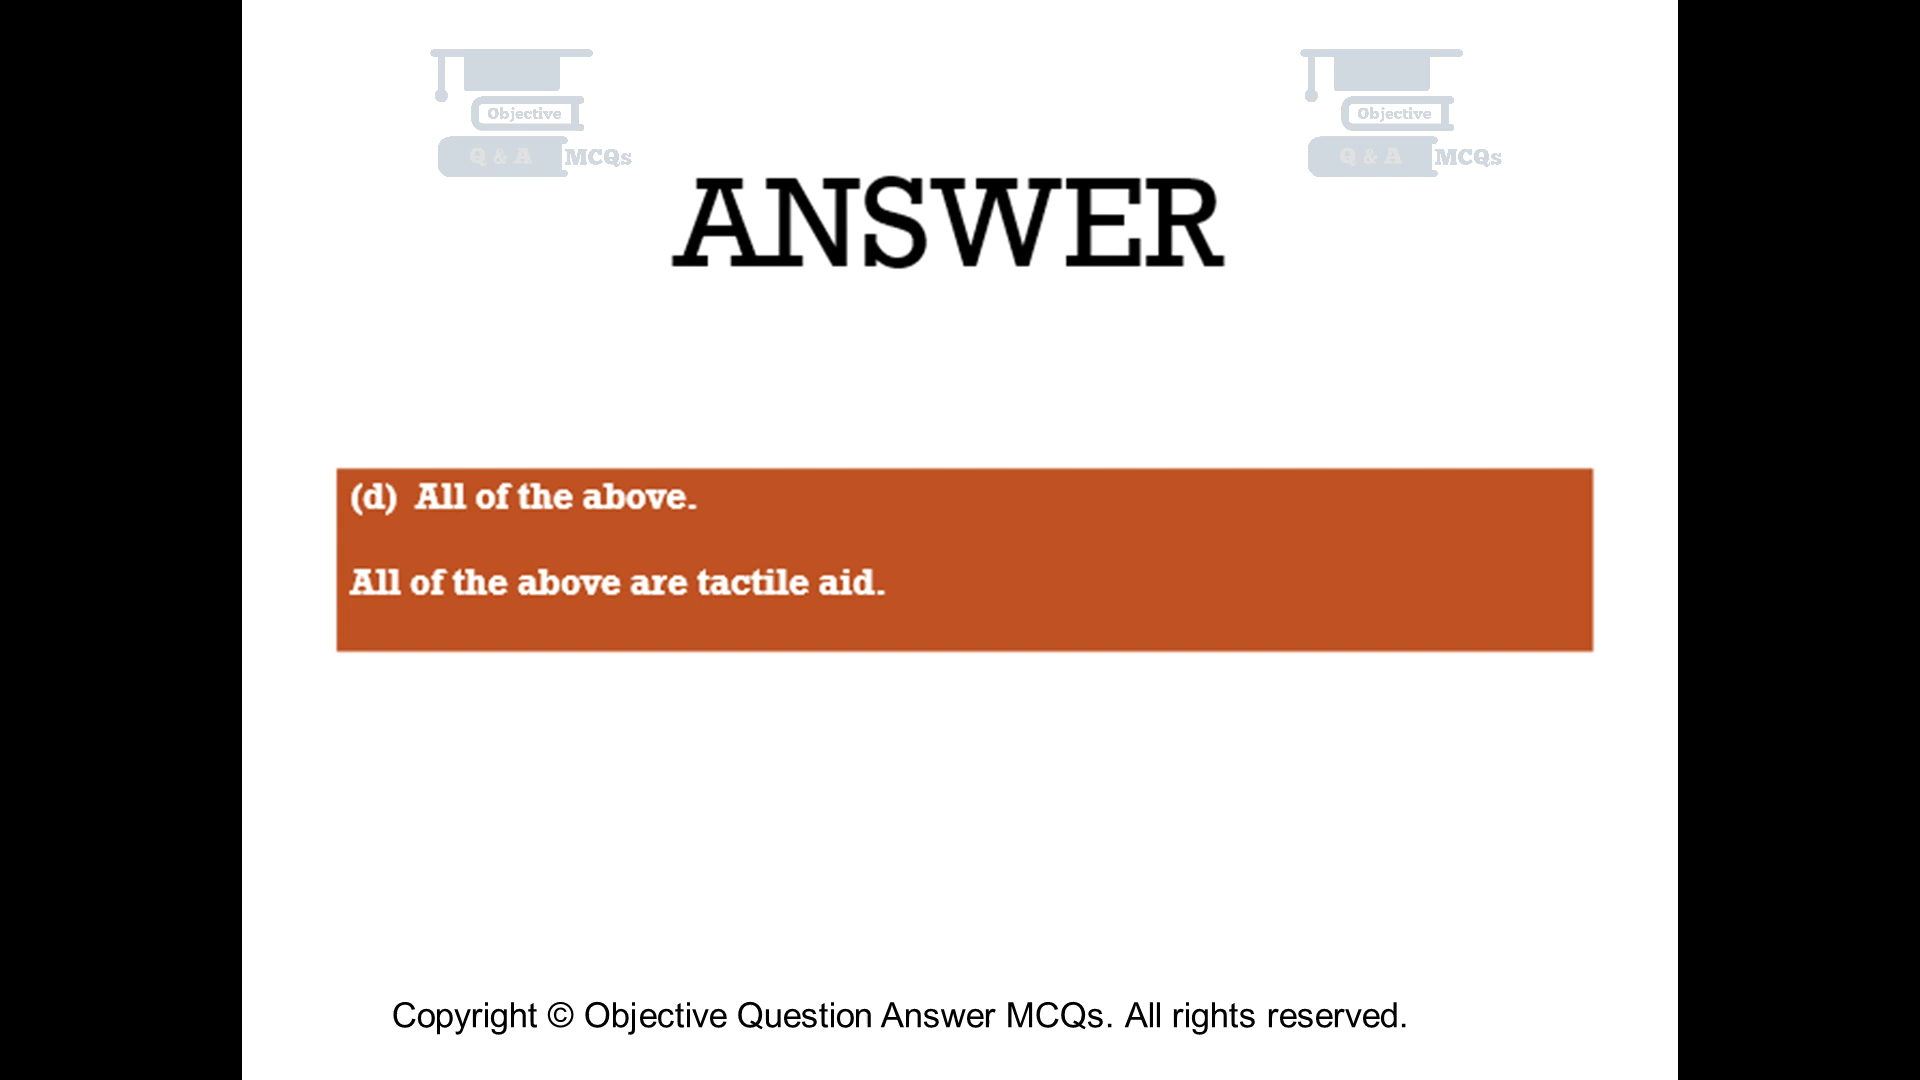 Objective
Q & A MCQs
Objective
Q & A MCQs
ANSWER
(d) All of the above.
All of the above are tactile aid.
Copyright © Objective Question Answer MCQs. All rights reserved.